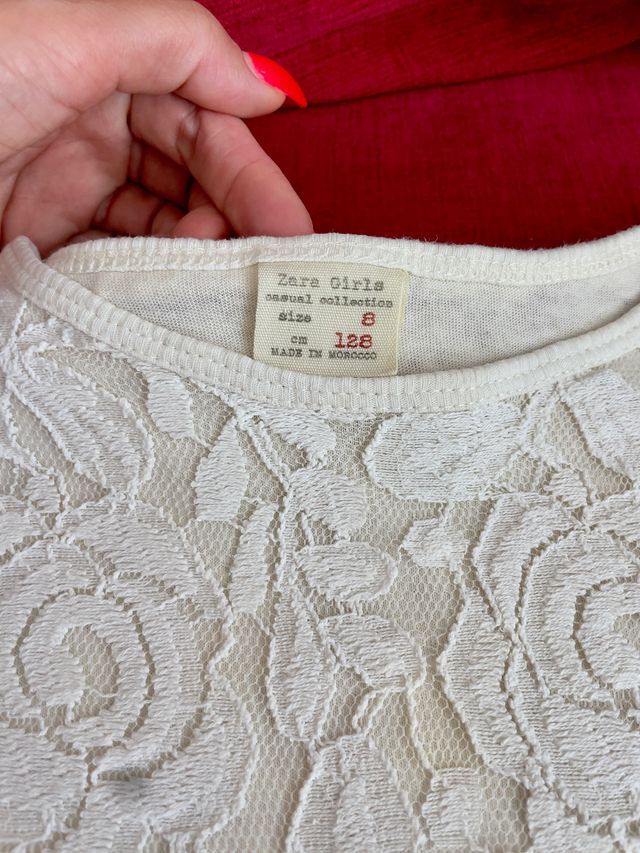 Zara Girls
casual collection
size 8
cm 128
MADE IN MOROCCO